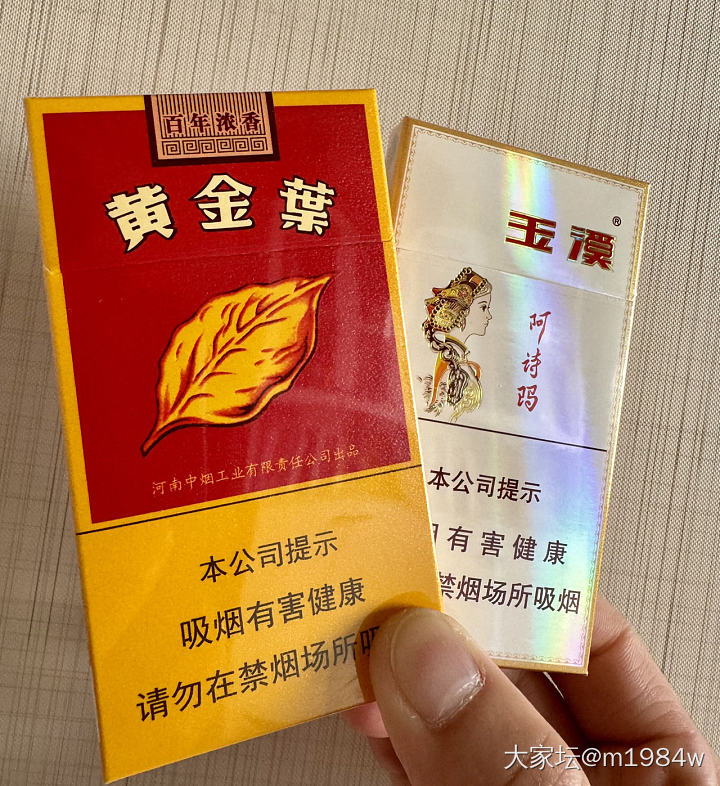 百年浓香
黄金葉
河南中烟工业有限责任公司出品
本公司提示
吸烟有害健康
请勿在禁烟场所吸
玉溪®
阿诗玛
本公司提示
有害健康
禁烟场所吸烟
大家坛@m1984w